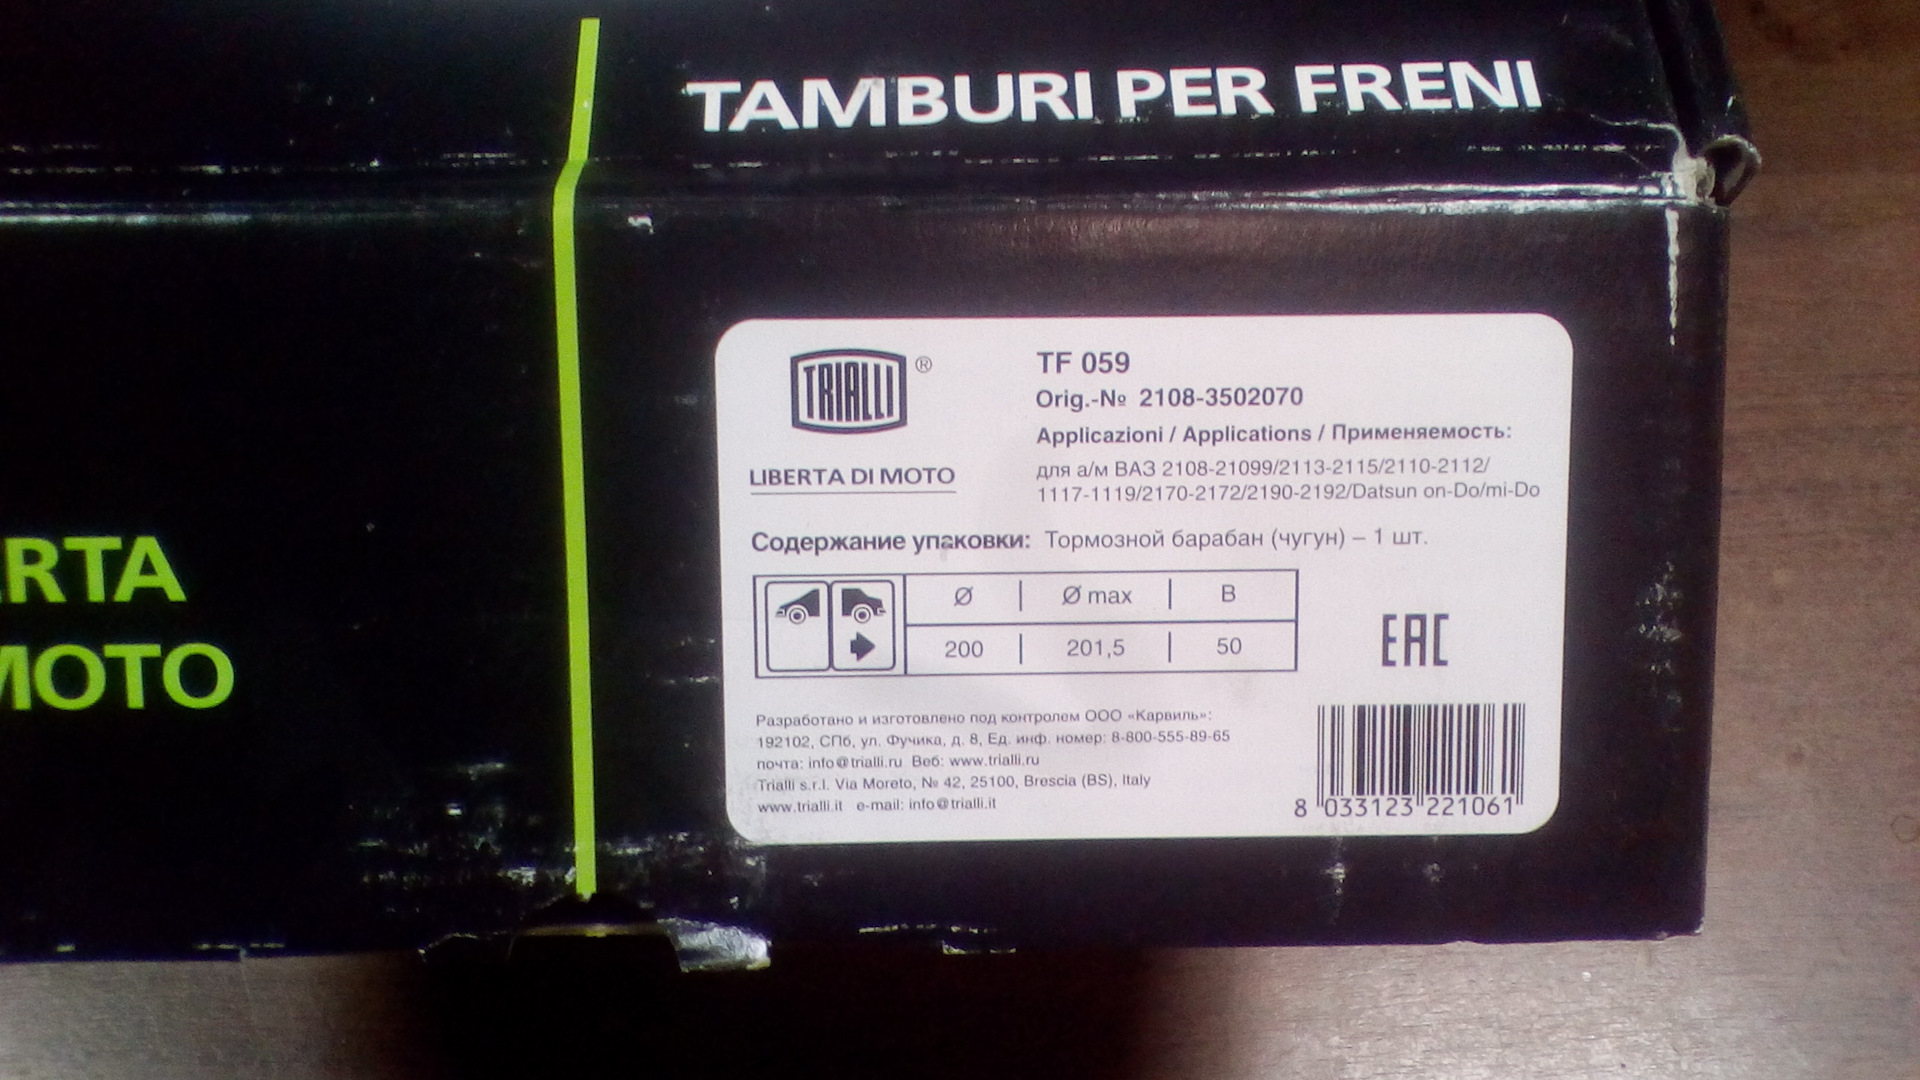 TAMBURI PER FRENI
RTA
MOTO
TRIALLI ®
LIBERTA DI MOTO
TF 059
Orig.-№ 2108-3502070
Applicazioni / Applications / Применяемость:
для а/м ВАЗ 2108-21099/2113-2115/2110-2112/
1117-1119/2170-2172/2190-2192/Datsun on-Do/mi-Do
Содержание упаковки: Тормозной барабан (чугун) – 1 шт.
Ø | Ø max | B
200 | 201,5 | 50
EAC
Разработано и изготовлено под контролем ООО «Карвиль»:
192102, СПб, ул. Фучика, д. 8, Ед. инф. номер: 8-800-555-89-65
почта: info@trialli.ru Веб: www.trialli.ru
Trialli s.r.l. Via Moreto, № 42, 25100, Brescia (BS), Italy
www.trialli.it e-mail: info@trialli.it
8 033123 221061